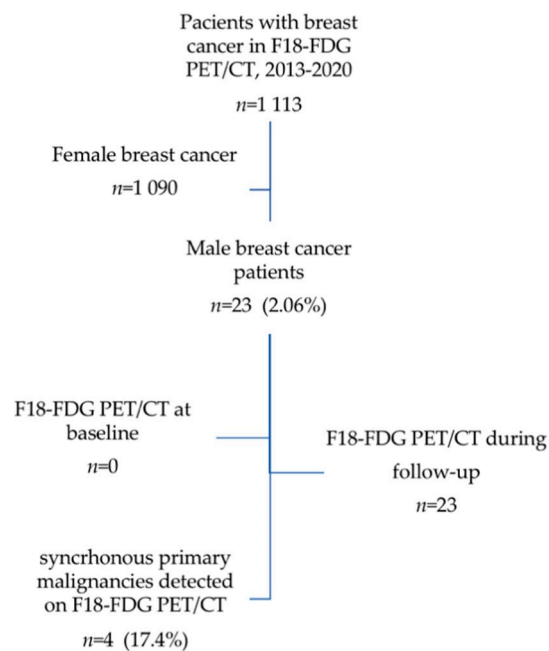 Pacients with breast
cancer in F18-FDG
PET/CT, 2013-2020
n=1 113
Female breast cancer
n=1 090
Male breast cancer
patients
n=23 (2.06%)
F18-FDG PET/CT at
baseline
n=0
F18-FDG PET/CT during
follow-up
n=23
syncrhonous primary
malignancies detected
on F18-FDG PET/CT
n=4 (17.4%)